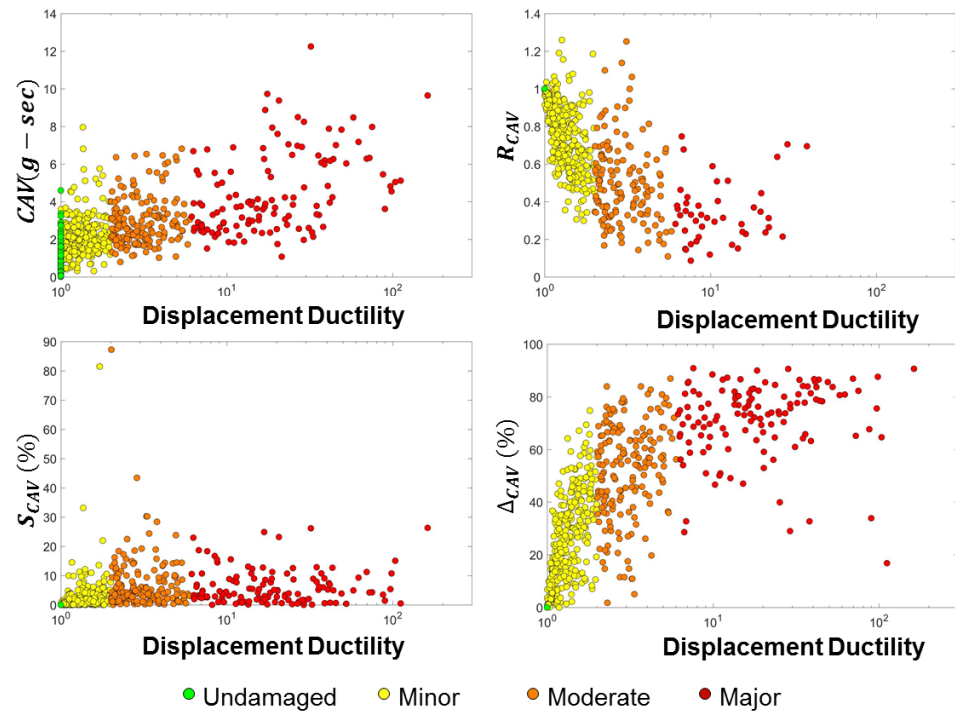 CAV(g − sec)
14
12
10
8
6
4
2
0
10⁰ 10¹ 10²
Displacement Ductility
R_CAV
1.4
1.2
1
0.8
0.6
0.4
0.2
0
10⁰ 10¹ 10²
Displacement Ductility
S_CAV (%)
90
80
70
60
50
40
30
20
10
0
10⁰ 10¹ 10²
Displacement Ductility
Δ_CAV (%)
100
80
60
40
20
0
10⁰ 10¹ 10²
Displacement Ductility
Undamaged Minor Moderate Major